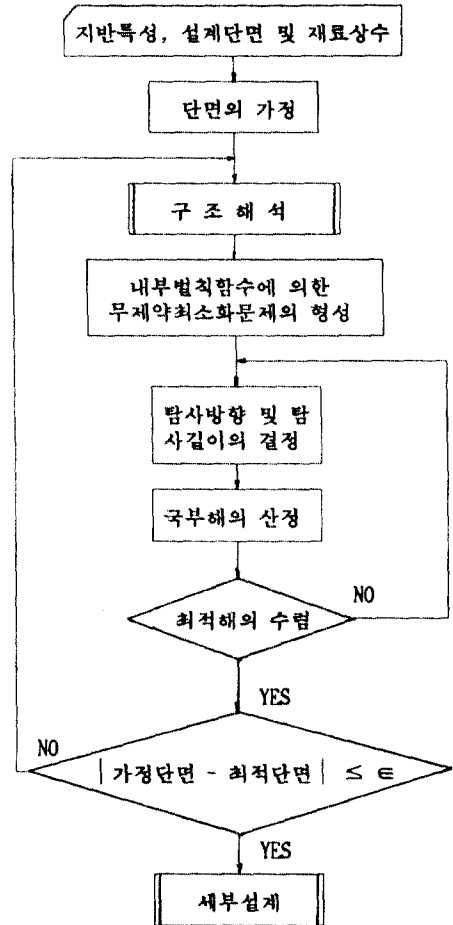 지반특성, 설계단면 및 재료상수
단면의 가정
구조해석
내부벌칙함수에 의한
무제약최소화문제의 형성
탐사방향 및 탐
사길이의 결정
국부해의 산정
최적해의 수렴
NO
YES
NO
| 가정단면 - 최적단면 | ≤ ∈
YES
세부설계